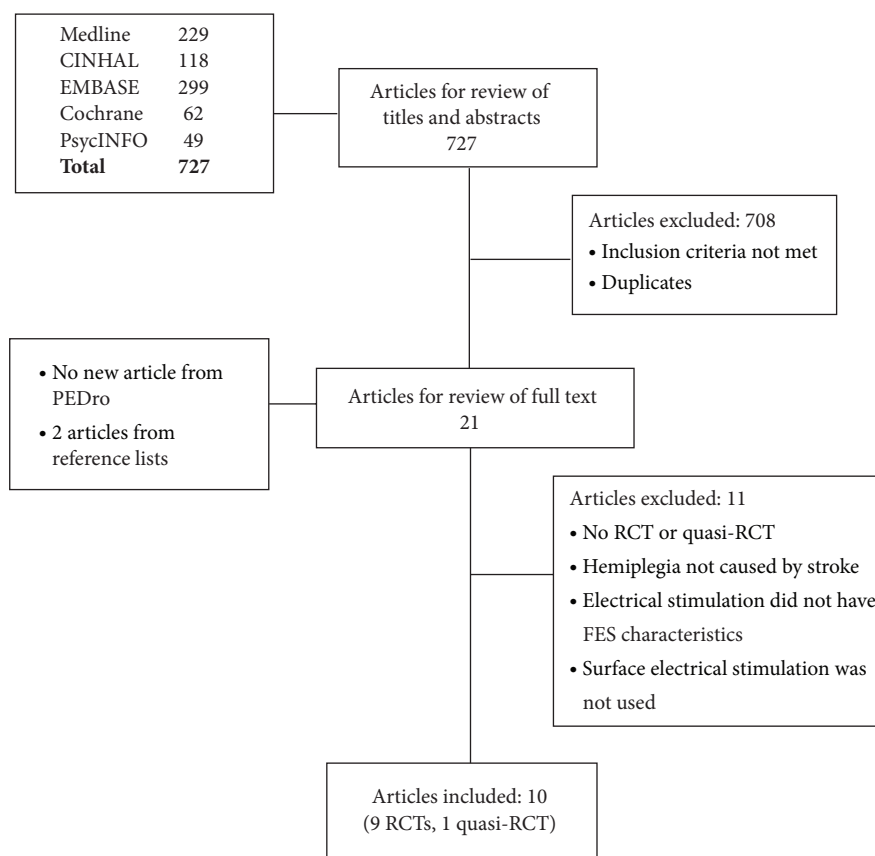 Medline 229
CINHAL 118
EMBASE 299
Cochrane 62
PsycINFO 49
Total 727
Articles for review of
titles and abstracts
727
Articles excluded: 708
• Inclusion criteria not met
• Duplicates
• No new article from
PEDro
• 2 articles from
reference lists
Articles for review of full text
21
Articles excluded: 11
• No RCT or quasi-RCT
• Hemiplegia not caused by stroke
• Electrical stimulation did not have
FES characteristics
• Surface electrical stimulation was
not used
Articles included: 10
(9 RCTs, 1 quasi-RCT)